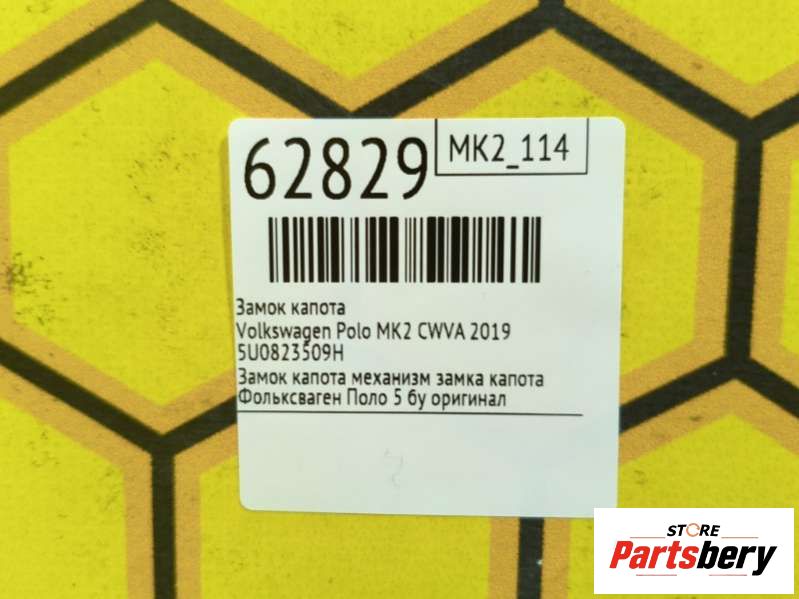 62829
MK2_114
Замок капота
Volkswagen Polo MK2 CWVA 2019
5U0823509H
Замок капота механизм замка капота
Фольксваген Поло 5 бу оригинал
STORE
Partsbery